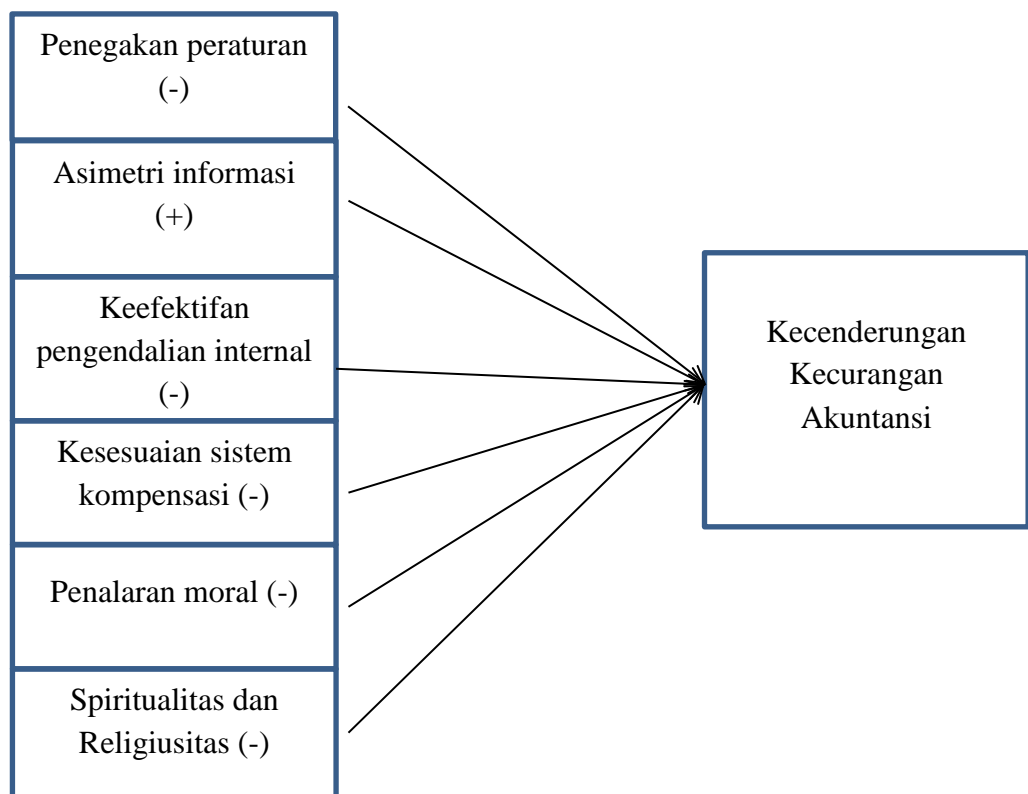 Penegakan peraturan
(-)
Asimetri informasi
(+)
Keefektifan
pengendalian internal
(-)
Kesesuaian sistem
kompensasi (-)
Penalaran moral (-)
Spiritualitas dan
Religiusitas (-)
Kecenderungan
Kecurangan
Akuntansi